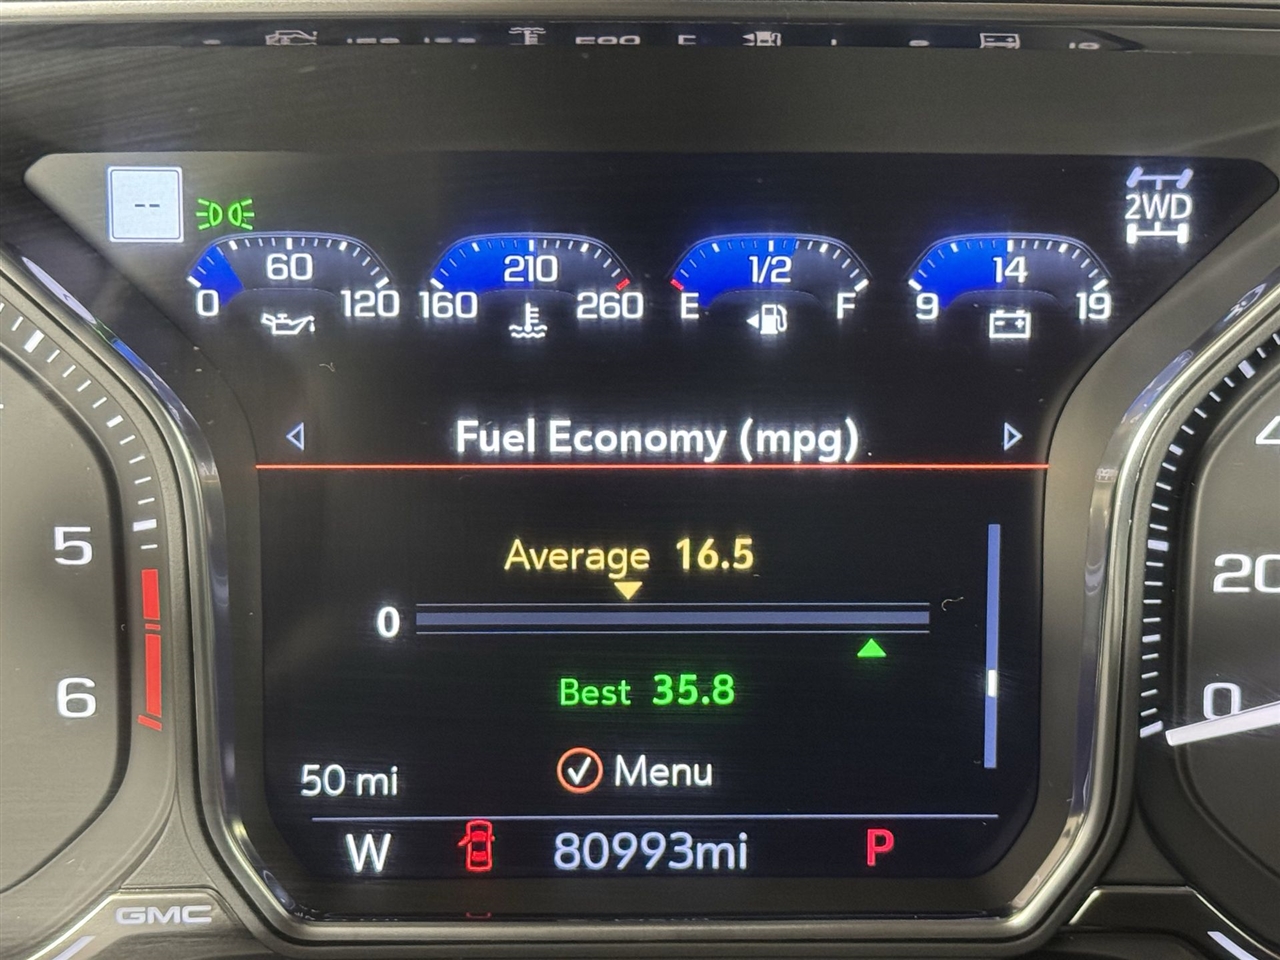 --
2WD
60
0 120
210
160 260
1/2
E F
14
9 19
Fuel Economy (mpg)
Average 16.5
0
Best 35.8
50 mi
Menu
W 80993mi P
5
6
20
0
GMC